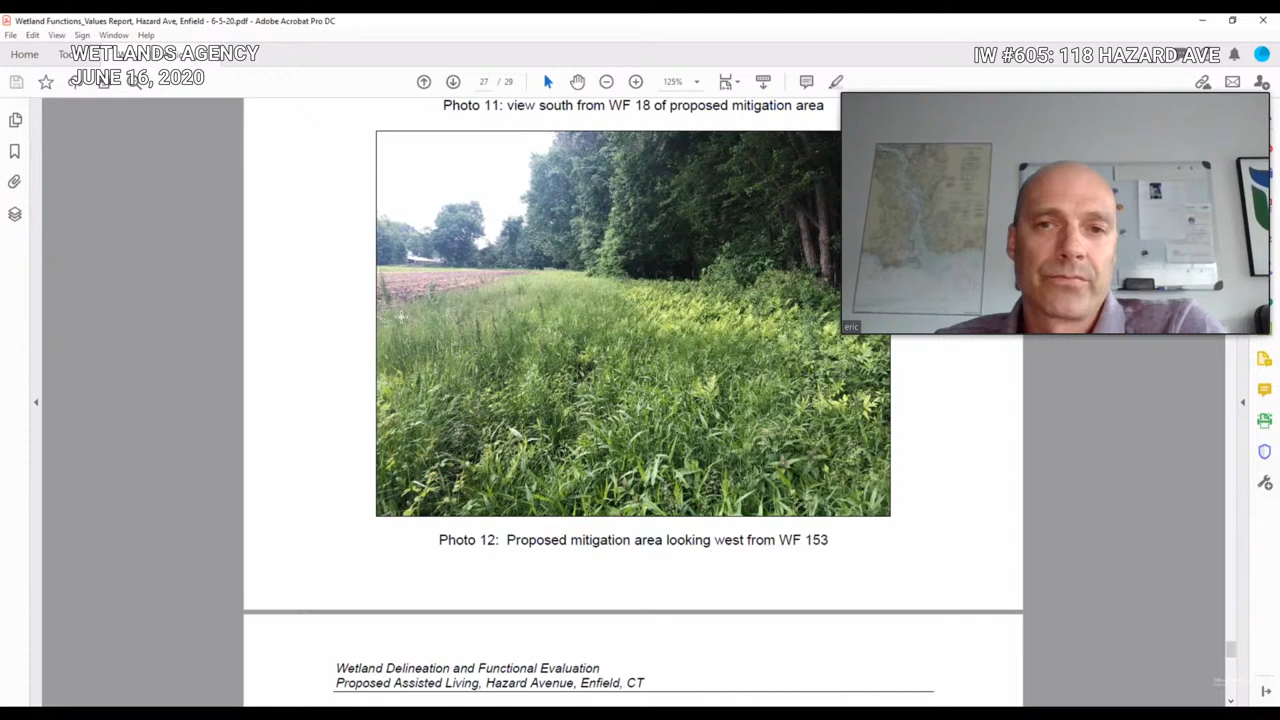 Wetland Functions_Values Report, Hazard Ave, Enfield - 6-5-20.pdf - Adobe Acrobat Pro DC
File Edit View Sign Window Help
Home
WETLANDS AGENCY
IW #605: 118 HAZARD AVE
JUNE 16, 2020
27 / 29
125%
Photo 11: view south from WF 18 of proposed mitigation area
eric
Photo 12: Proposed mitigation area looking west from WF 153
Wetland Delineation and Functional Evaluation
Proposed Assisted Living, Hazard Avenue, Enfield, CT